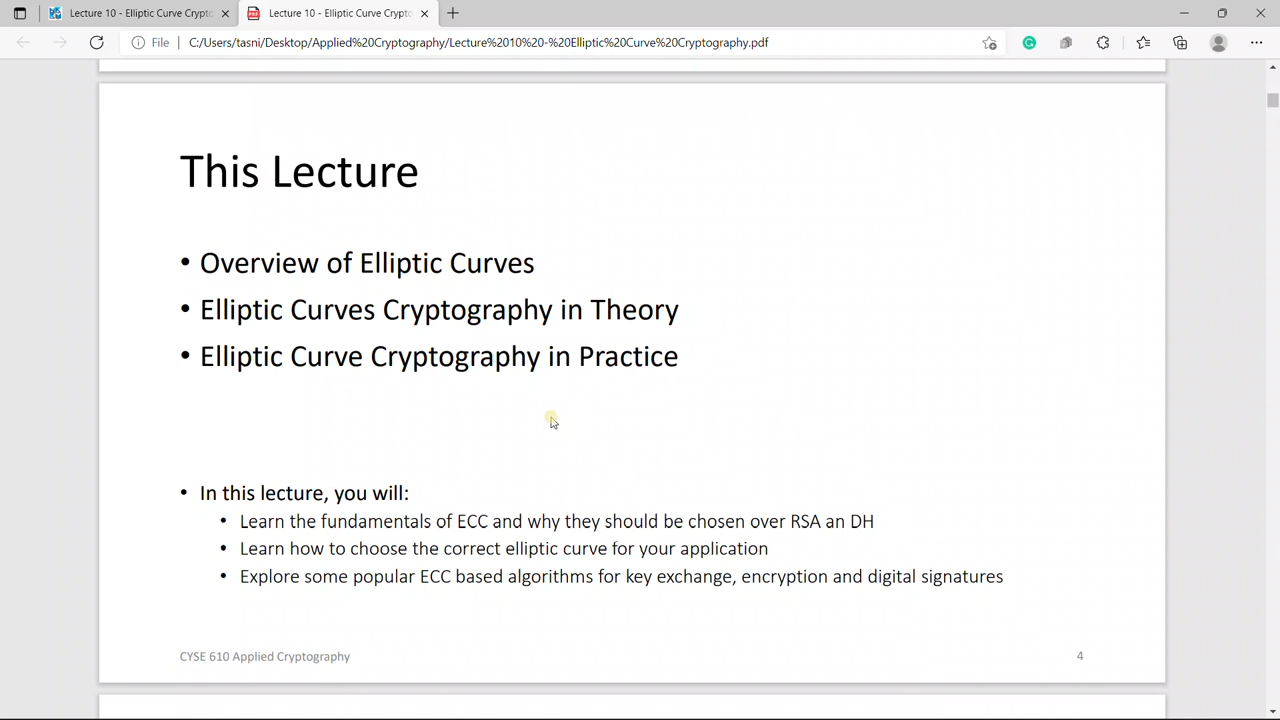 Lecture 10 - Elliptic Curve Crypto
Lecture 10 - Elliptic Curve Crypto
File
C:/Users/tasni/Desktop/Applied%20Cryptography/Lecture%2010%20-%20Elliptic%20Curve%20Cryptography.pdf
This Lecture
• Overview of Elliptic Curves
• Elliptic Curves Cryptography in Theory
• Elliptic Curve Cryptography in Practice
• In this lecture, you will:
• Learn the fundamentals of ECC and why they should be chosen over RSA an DH
• Learn how to choose the correct elliptic curve for your application
• Explore some popular ECC based algorithms for key exchange, encryption and digital signatures
CYSE 610 Applied Cryptography
4